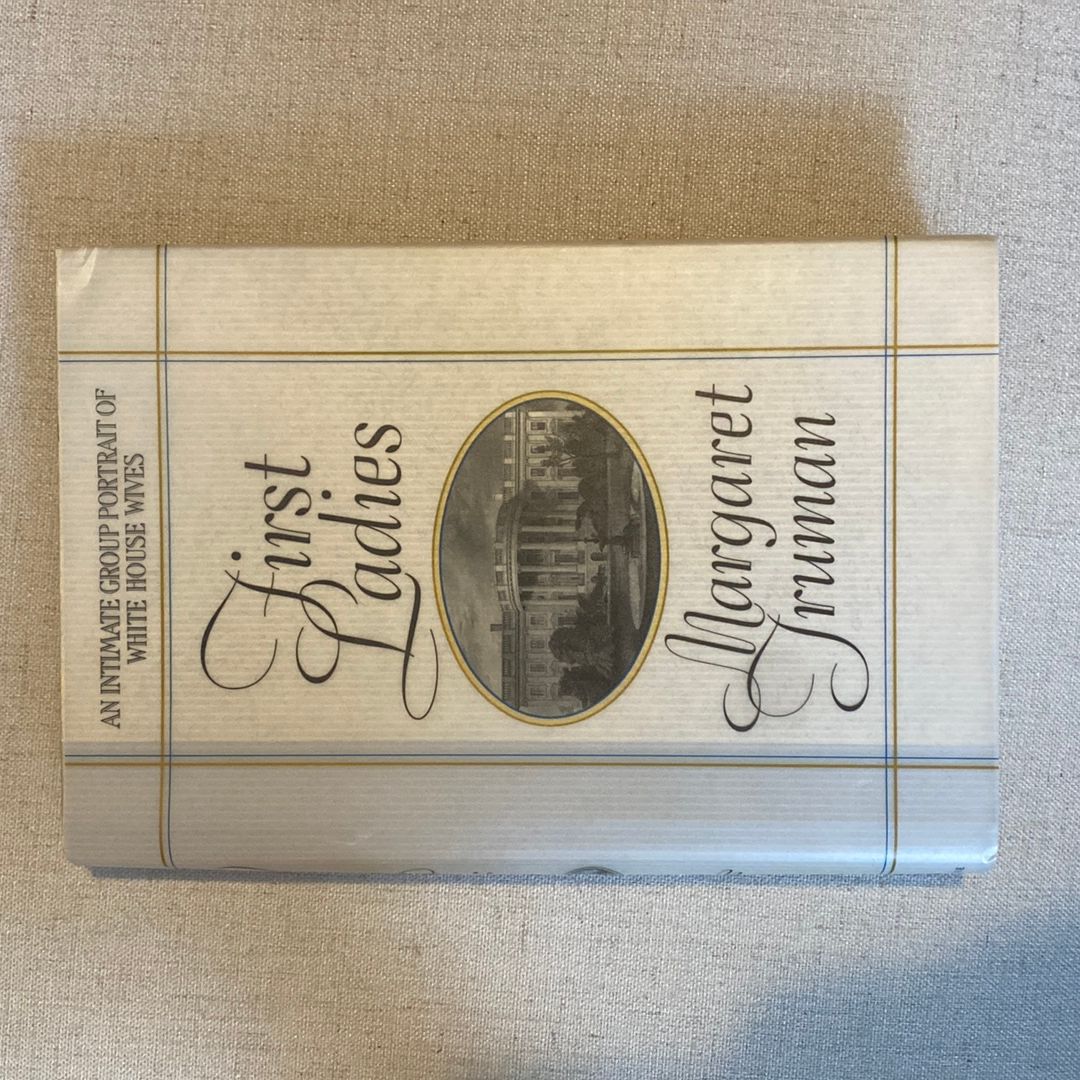 AN INTIMATE GROUP PORTRAIT OF
WHITE HOUSE WIVES
First
Ladies
Margaret
Truman